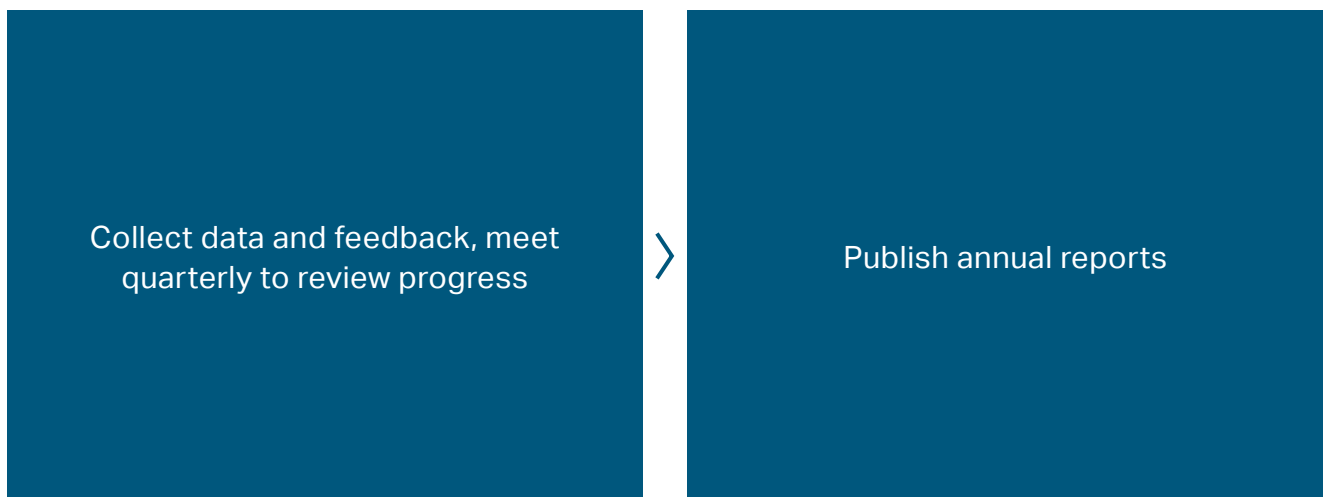 Collect data and feedback, meet
quarterly to review progress
Publish annual reports